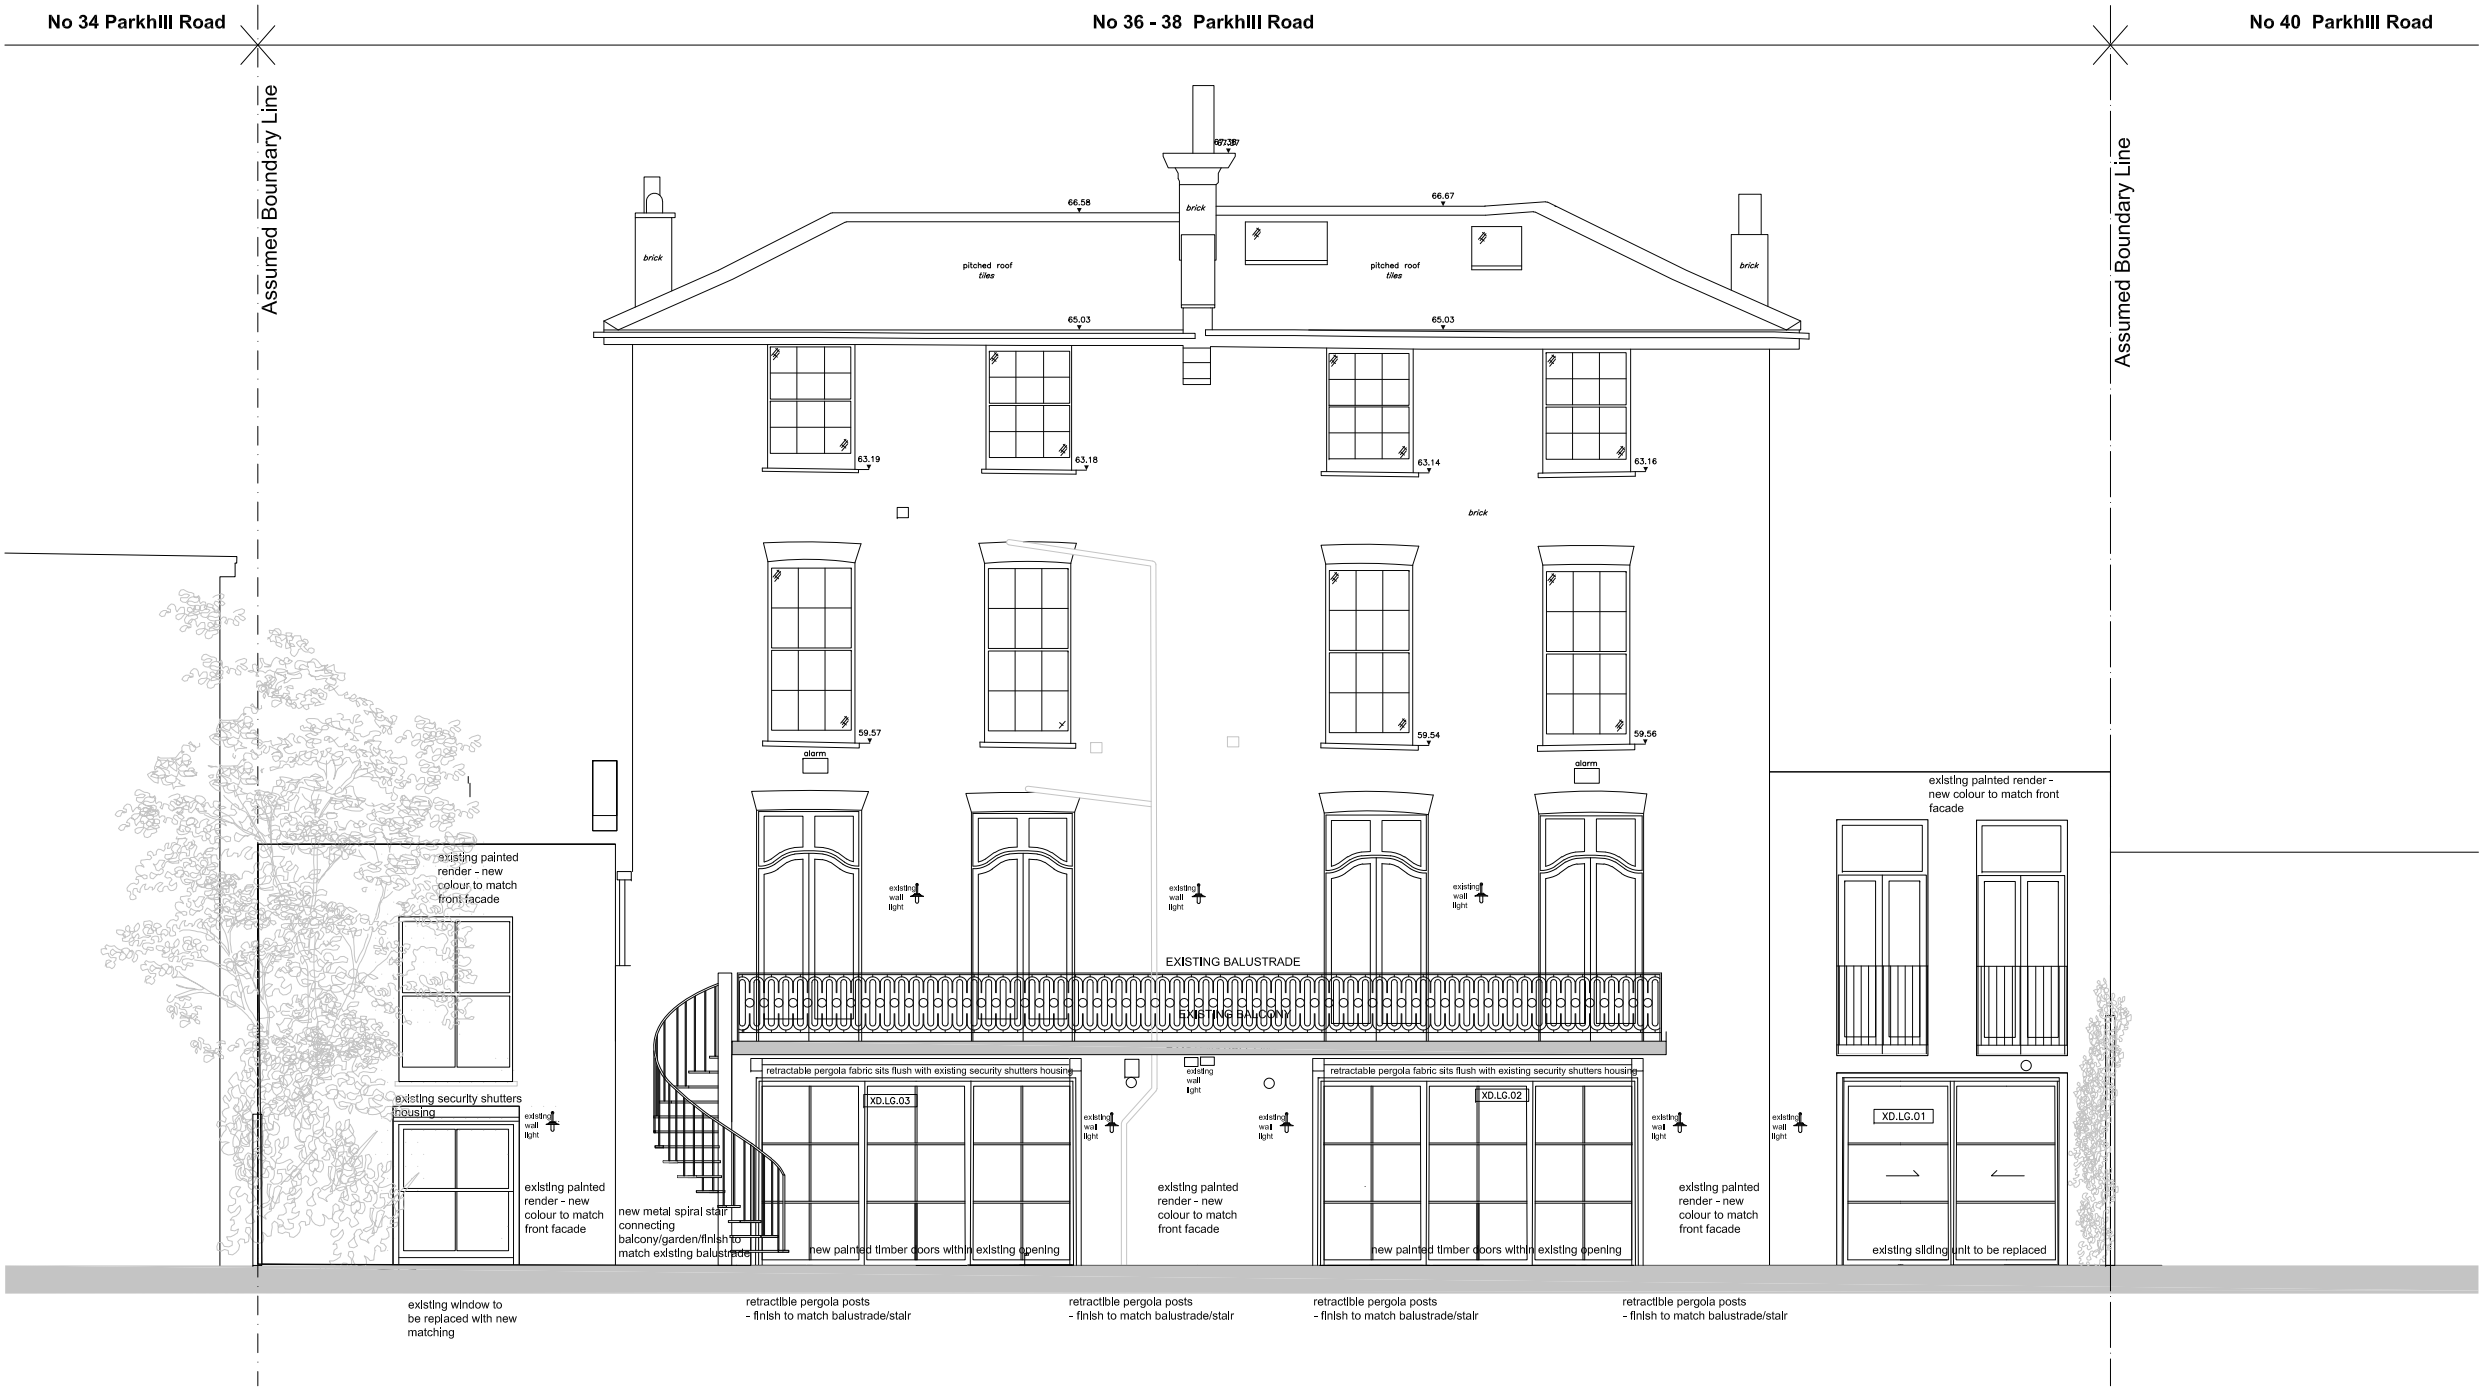 No 34 Parkhill Road
No 36 - 38 Parkhill Road
No 40 Parkhill Road
Assumed Boundary Line
Assumed Boundary Line
66.58
brick
66.67
brick
brick
pitched roof
tiles
pitched roof
tiles
65.03
65.03
63.19
63.18
63.14
63.16
brick
59.57
59.54
59.56
alarm
alarm
existing painted render -
new colour to match front
facade
existing painted
render - new
colour to match
front facade
existing
wall
light
existing
wall
light
existing
wall
light
EXISTING BALUSTRADE
EXISTING BALCONY
retractable pergola fabric sits flush with existing security shutters housing
existing
wall
light
retractable pergola fabric sits flush with existing security shutters housing
existing security shutters
housing
XD.LG.03
XD.LG.02
XD.LG.01
existing
wall
light
existing
wall
light
existing
wall
light
existing
wall
light
existing
wall
light
existing painted
render - new
colour to match
front facade
new metal spiral stair
connecting
balcony/garden/finish to
match existing balustrade
existing painted
render - new
colour to match
front facade
existing painted
render - new
colour to match
front facade
new painted timber doors within existing opening
new painted timber doors within existing opening
existing sliding unit to be replaced
existing window to
be replaced with new
matching
retractible pergola posts
- finish to match balustrade/stair
retractible pergola posts
- finish to match balustrade/stair
retractible pergola posts
- finish to match balustrade/stair
retractible pergola posts
- finish to match balustrade/stair